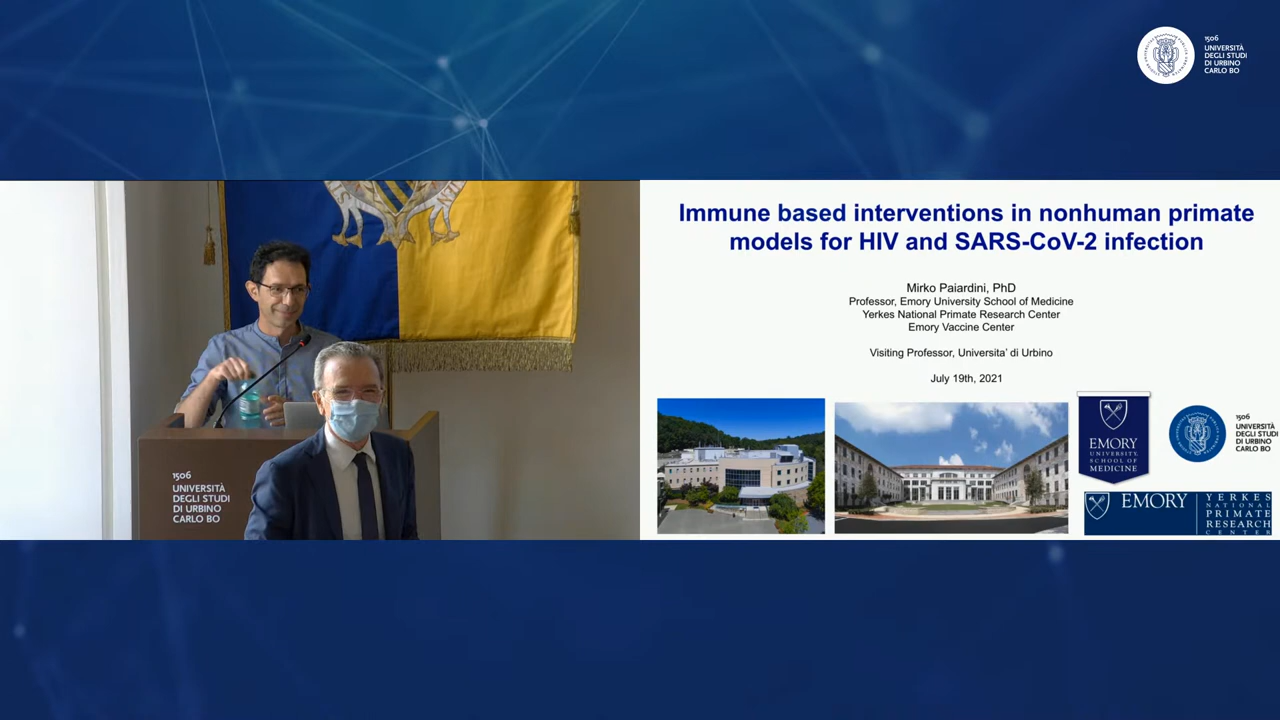 1506
UNIVERSITÀ
DEGLI STUDI
DI URBINO
CARLO BO
Immune based interventions in nonhuman primate
models for HIV and SARS-CoV-2 infection
Mirko Paiardini, PhD
Professor, Emory University School of Medicine
Yerkes National Primate Research Center
Emory Vaccine Center
Visiting Professor, Universita' di Urbino
July 19th, 2021
EMORY
UNIVERSITY
SCHOOL OF
MEDICINE
1506
UNIVERSITÀ
DEGLI STUDI
DI URBINO
CARLO BO
EMORY
YERKES
NATIONAL
PRIMATE
RESEARCH
CENTER
1506
UNIVERSITÀ
DEGLI STUDI
DI URBINO
CARLO BO